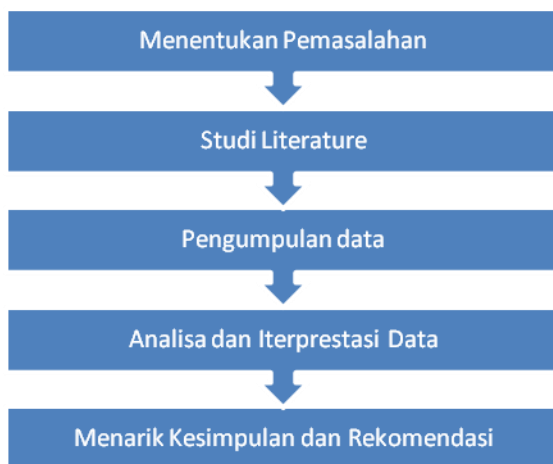 Menentukan Pemasalahan
Studi Literature
Pengumpulan data
Analisa dan Iterprestasi Data
Menarik Kesimpulan dan Rekomendasi